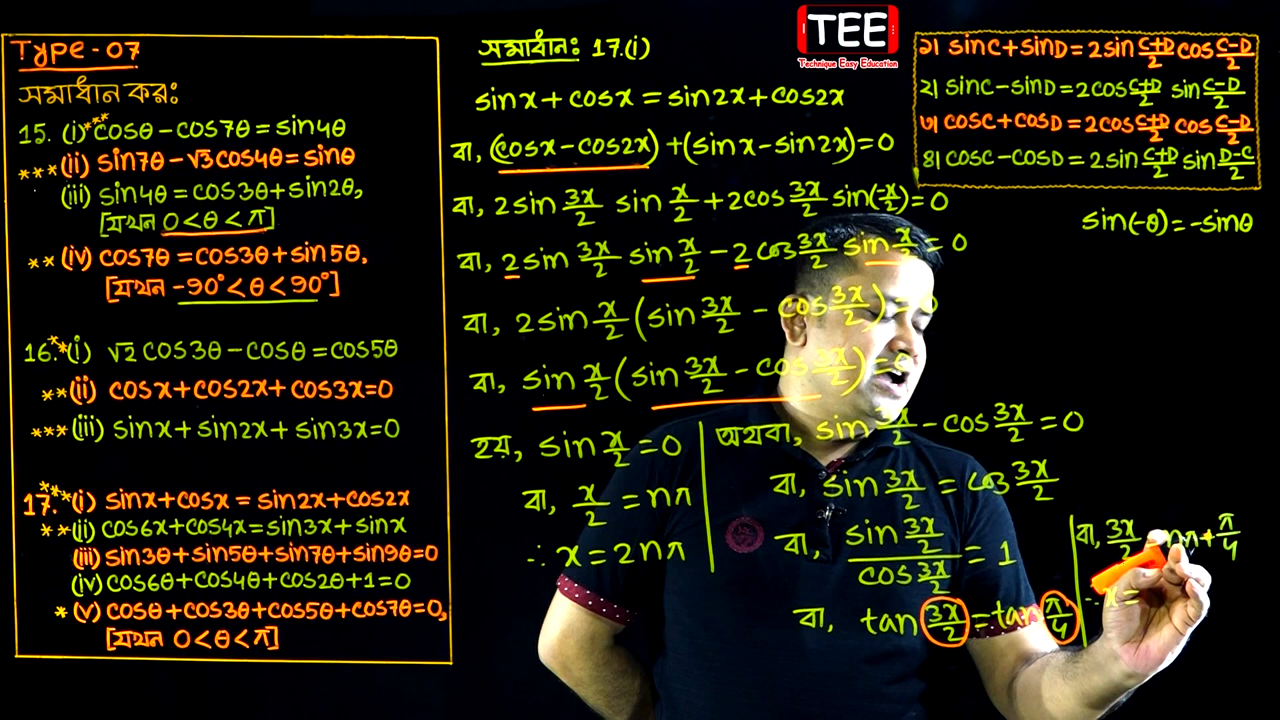 Type-07
সমাধান করঃ
15. (i)** cosθ-cos7θ=sin4θ
***(ii) sin7θ-√3cos4θ=sinθ
(iii) sin4θ=cos3θ+sin2θ,
[যখন 0<θ<π]
**(iv) cos7θ=cos3θ+sin5θ,
[যখন -90°<θ<90°]
16.**(i) √2cos3θ-cosθ=cos5θ
**(ii) cosx+cos2x+cos3x=0
***(iii) sinx+sin2x+sin3x=0
17.***(i) sinx+cosx=sin2x+cos2x
**(ii) cos6x+cos4x=sin3x+sinx
(iii) sin3θ+sin5θ+sin7θ+sin9θ=0
(iv) cos6θ+cos4θ+cos2θ+1=0
*(v) cosθ+cos3θ+cos5θ+cos7θ=0,
[যখন 0<θ<π]
সমাধানঃ 17.(i)
sinx+cosx=sin2x+cos2x
বা, (cosx-cos2x)+(sinx-sin2x)=0
বা, 2sin 3x/2 sin x/2+2cos 3x/2 sin(-x/2)=0
বা, 2sin 3x/2 sin x/2-2cos 3x/2 sin x/2=0
বা, 2sin x/2(sin 3x/2-cos 3x/2)=0
বা, sin x/2(sin 3x/2-cos 3x/2)=0
হয়, sin x/2=0
বা, x/2=nπ
∴ x=2nπ
অথবা, sin 3x/2-cos 3x/2=0
বা, sin 3x/2=cos 3x/2
বা, sin 3x/2/cos 3x/2=1
বা, tan 3x/2=tan π/4
বা, 3x/2=nπ+π/4
∴ x=
TEE
Technique Easy Education
১। sinC+sinD=2sin C+D/2 cos C-D/2
২। sinC-sinD=2cos C+D/2 sin C-D/2
৩। cosC+cosD=2cos C+D/2 cos C-D/2
৪। cosC-cosD=2sin C+D/2 sin D-C/2
sin(-θ)=-sinθ